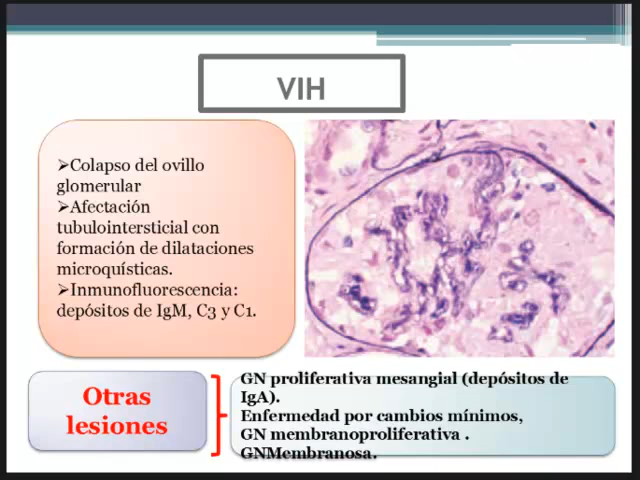 VIH
➢Colapso del ovillo
glomerular
➢Afectación
tubulointersticial con
formación de dilataciones
microquísticas.
➢Inmunofluorescencia:
depósitos de IgM, C3 y C1.
Otras
lesiones
GN proliferativa mesangial (depósitos de
IgA).
Enfermedad por cambios mínimos,
GN membranoproliferativa .
GNMembranosa.